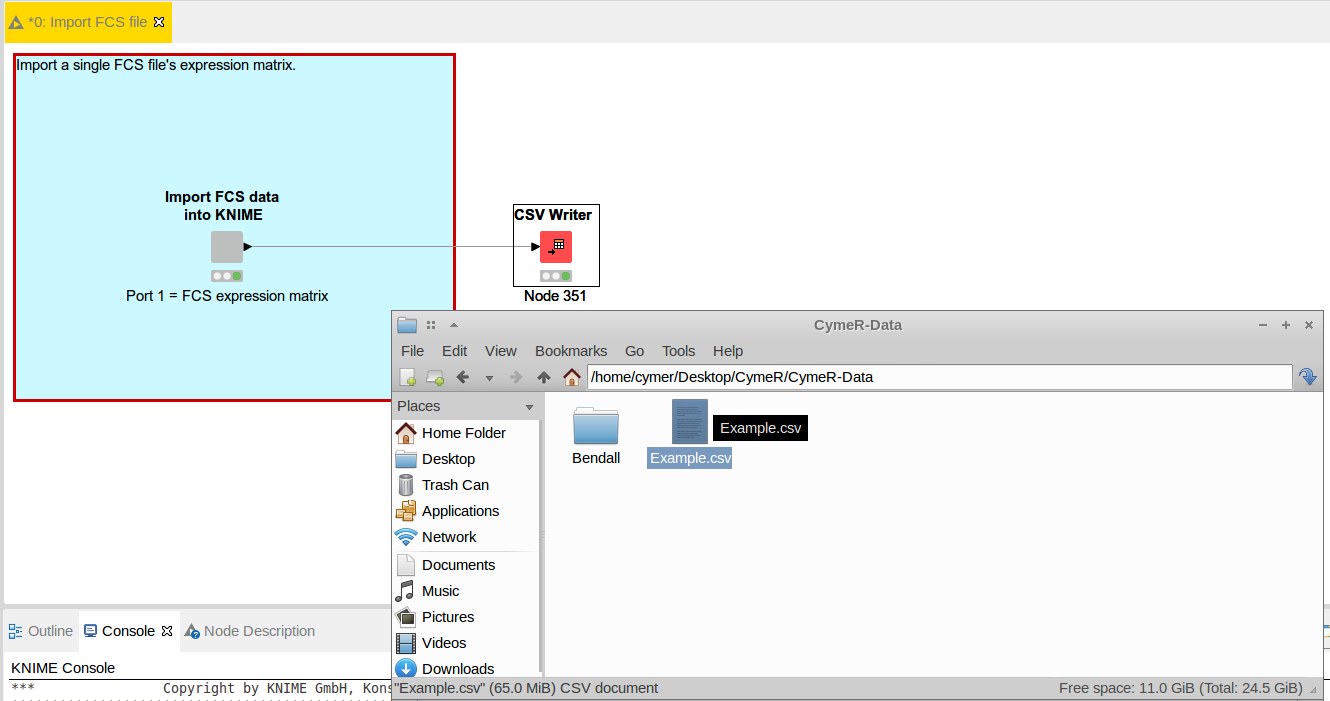 *0: Import FCS file
Import a single FCS file's expression matrix.
Import FCS data
into KNIME
Port 1 = FCS expression matrix
CSV Writer
Node 351
CymeR-Data
File Edit View Bookmarks Go Tools Help
/home/cymer/Desktop/CymeR/CymeR-Data
Places
Home Folder
Desktop
Trash Can
Applications
Network
Documents
Music
Pictures
Videos
Downloads
Bendall
Example.csv
Example.csv
"Example.csv" (65.0 MiB) CSV document
Free space: 11.0 GiB (Total: 24.5 GiB)
Outline Console Node Description
KNIME Console
*** Copyright by KNIME GmbH, Kons